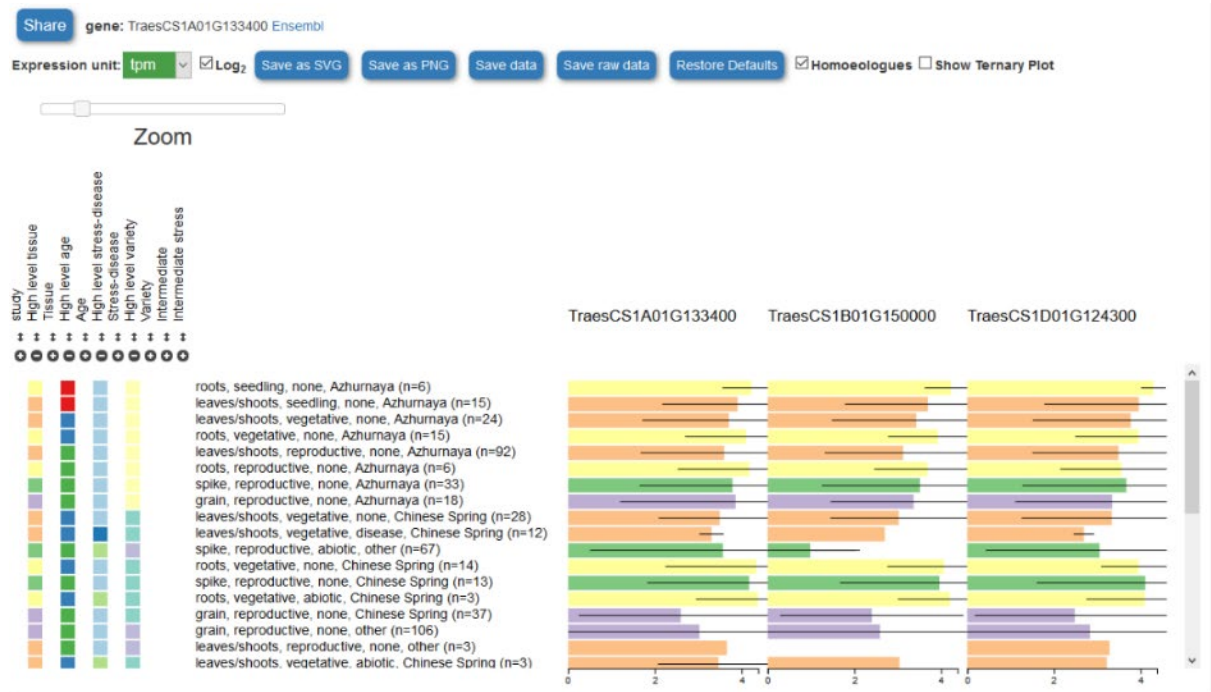 Share gene: TraesCS1A01G133400 Ensembl
Expression unit: tpm Log2 Save as SVG Save as PNG Save data Save raw data Restore Defaults Homoeologues Show Ternary Plot
Zoom
study
High level tissue
Tissue
High level age
Age
High level stress-disease
Stress-disease
High level variety
Variety
Intermediate
Intermediate stress
TraesCS1A01G133400 TraesCS1B01G150000 TraesCS1D01G124300
roots, seedling, none, Azhurnaya (n=6)
leaves/shoots, seedling, none, Azhurnaya (n=15)
leaves/shoots, vegetative, none, Azhurnaya (n=24)
roots, vegetative, none, Azhurnaya (n=15)
leaves/shoots, reproductive, none, Azhurnaya (n=92)
roots, reproductive, none, Azhurnaya (n=6)
spike, reproductive, none, Azhurnaya (n=33)
grain, reproductive, none, Azhurnaya (n=18)
leaves/shoots, vegetative, none, Chinese Spring (n=28)
leaves/shoots, vegetative, disease, Chinese Spring (n=12)
spike, reproductive, abiotic, other (n=67)
roots, vegetative, none, Chinese Spring (n=14)
spike, reproductive, none, Chinese Spring (n=13)
roots, vegetative, abiotic, Chinese Spring (n=3)
grain, reproductive, none, Chinese Spring (n=37)
grain, reproductive, none, other (n=106)
leaves/shoots, reproductive, none, other (n=3)
leaves/shoots, vegetative, abiotic, Chinese Spring (n=3)
0 2 4 0 2 4 0 2 4